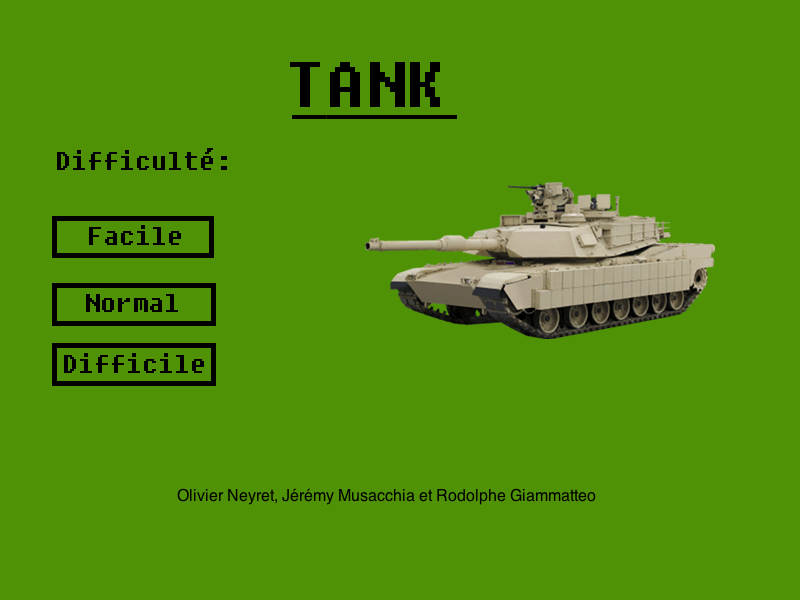 TANK
Difficulté:
Facile
Normal
Difficile
Olivier Neyret, Jérémy Musacchia et Rodolphe Giammatteo